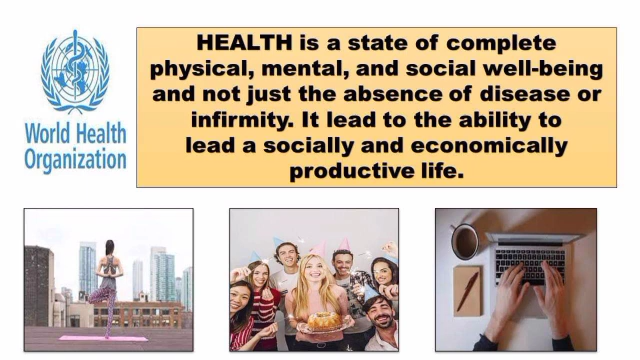 World Health
Organization
HEALTH is a state of complete
physical, mental, and social well-being
and not just the absence of disease or
infirmity. It lead to the ability to
lead a socially and economically
productive life.